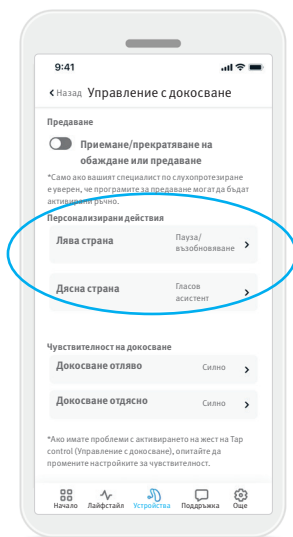 9:41
Назад Управление с докосване
Предаване
Приемане/прекратяване на
обаждане или предаване
*Само ако вашият специалист по слухопротезиране
е уверен, че програмите за предаване могат да бъдат
активирани ръчно.
Персонализирани действия
Лява страна Пауза/
възобновяване
Дясна страна Гласов
асистент
Чувствителност на докосване
Докосване отляво Силно
Докосване отдясно Силно
*Ако имате проблеми с активирането на жест на Tap
control (Управление с докосване), опитайте да
промените настройките за чувствителност.
Начало Лайфстайл Устройства Поддръжка Още